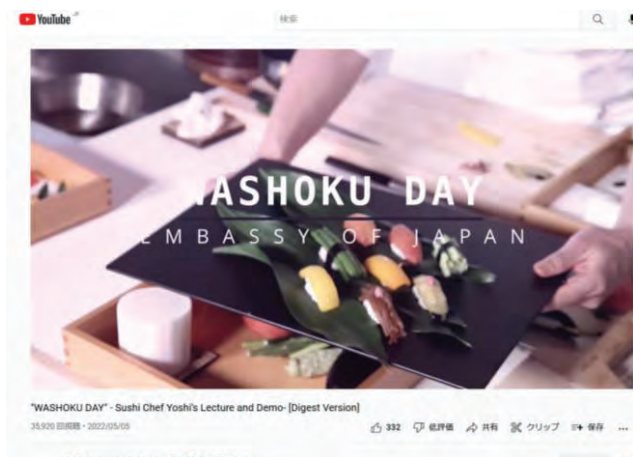 YouTube JP
検索
WASHOKU DAY
EMBASSY OF JAPAN
"WASHOKU DAY" - Sushi Chef Yoshi's Lecture and Demo- [Digest Version]
35,920 回視聴・2022/05/05
332 低評価 共有 クリップ 保存 …